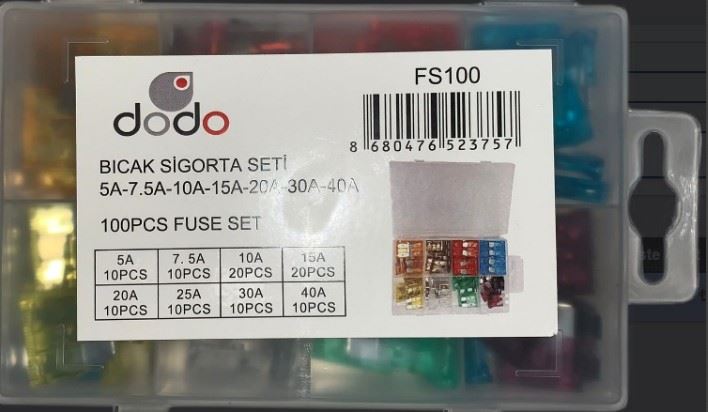 dodo
FS100
8 680476 523757
BIÇAK SİGORTA SETİ
5A-7.5A-10A-15A-20A-30A-40A
100PCS FUSE SET
5A 7.5A 10A 15A
10PCS 10PCS 20PCS 20PCS
20A 25A 30A 40A
10PCS 10PCS 10PCS 10PCS